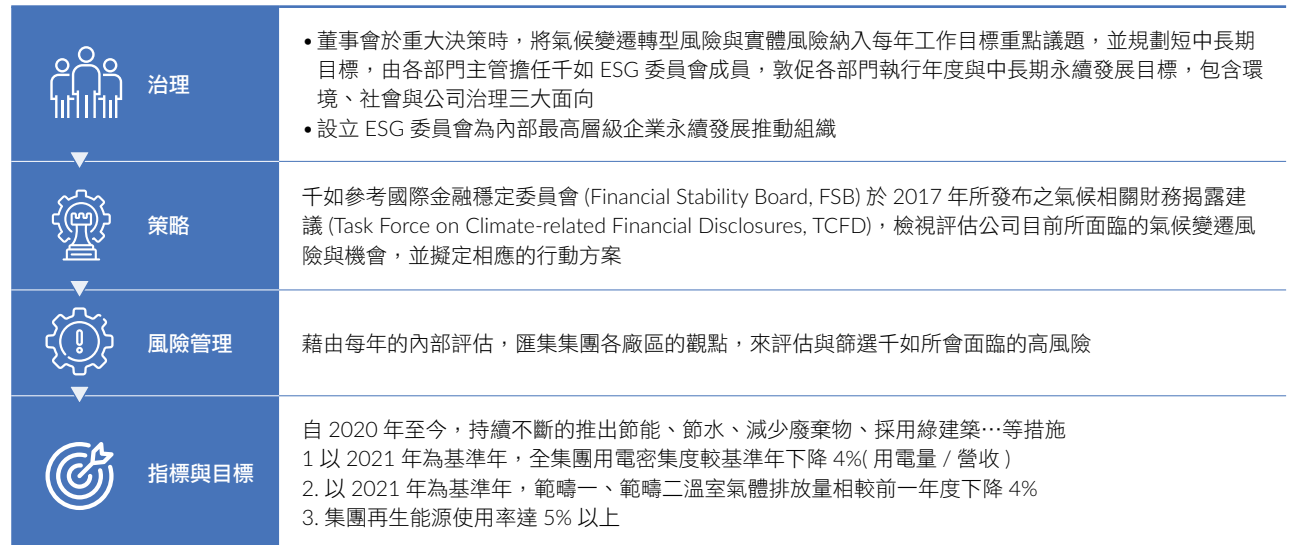 治理
•董事會於重大決策時，將氣候變遷轉型風險與實體風險納入每年工作目標重點議題，並規劃短中長期
目標，由各部門主管擔任千如 ESG 委員會成員，敦促各部門執行年度與中長期永續發展目標，包含環
境、社會與公司治理三大面向
•設立 ESG 委員會為內部最高層級企業永續發展推動組織
策略
千如參考國際金融穩定委員會 (Financial Stability Board, FSB) 於 2017 年所發布之氣候相關財務揭露建
議 (Task Force on Climate-related Financial Disclosures, TCFD)，檢視評估公司目前所面臨的氣候變遷風
險與機會，並擬定相應的行動方案
風險管理
藉由每年的內部評估，匯集集團各廠區的觀點，來評估與篩選千如所會面臨的高風險
指標與目標
自 2020 年至今，持續不斷的推出節能、節水、減少廢棄物、採用綠建築…等措施
1 以 2021 年為基準年，全集團用電密集度較基準年下降 4%( 用電量 / 營收 )
2. 以 2021 年為基準年，範疇一、範疇二溫室氣體排放量相較前一年度下降 4%
3. 集團再生能源使用率達 5% 以上